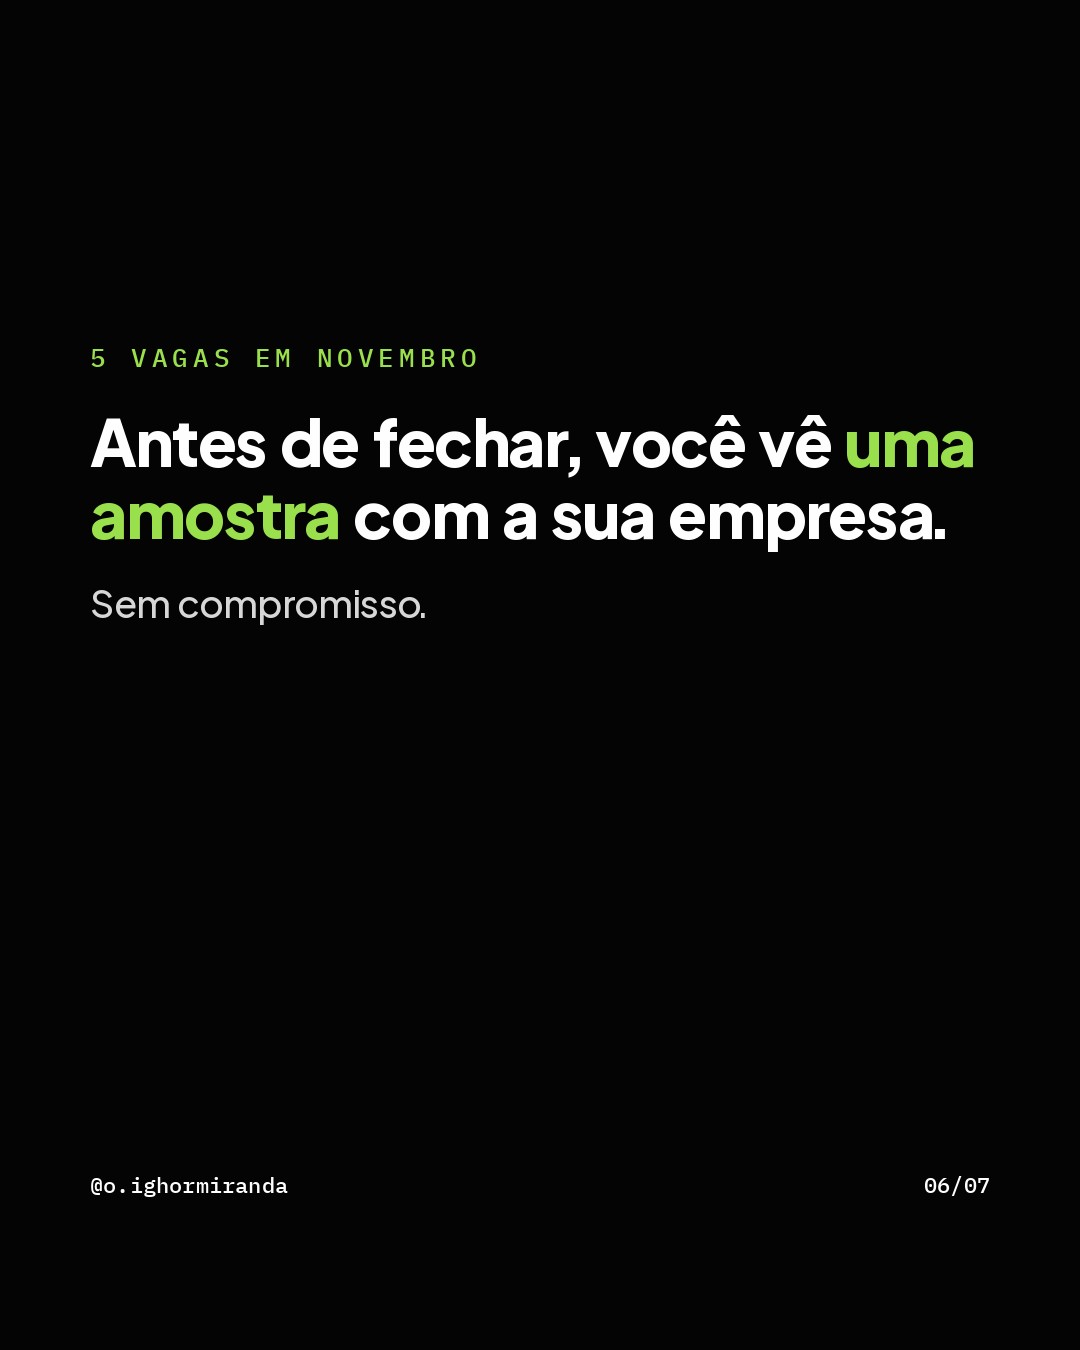 5 VAGAS EM NOVEMBRO
Antes de fechar, você vê uma
amostra com a sua empresa.
Sem compromisso.
@o.ighormiranda
06/07